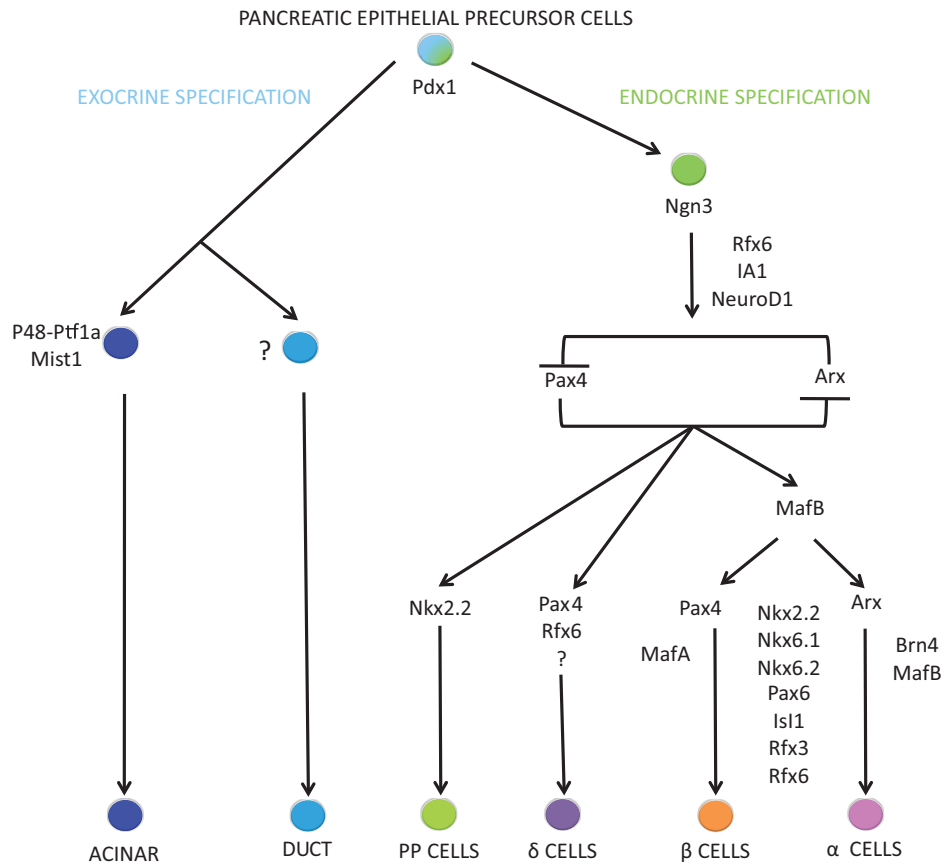 PANCREATIC EPITHELIAL PRECURSOR CELLS
Pdx1
EXOCRINE SPECIFICATION
ENDOCRINE SPECIFICATION
Ngn3
Rfx6
IA1
NeuroD1
P48-Ptf1a
Mist1
?
Pax4
Arx
MafB
Nkx2.2
Pax4
Rfx6
?
Pax4
MafA
Nkx2.2
Nkx6.1
Nkx6.2
Pax6
Isl1
Rfx3
Rfx6
Arx
Brn4
MafB
ACINAR
DUCT
PP CELLS
δ CELLS
β CELLS
α CELLS